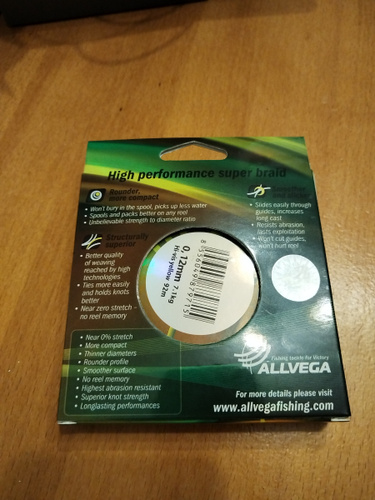 High performance super braid
Rounder,
more compact
• Won't bury in the spool, picks up less water
• Spools and packs better on any reel
• Unbelievable strength to diameter ratio
Structurally
superior
• Better quality
of weaving
reached by high
technologies
• Ties more easily
and holds knots
better
• Near zero stretch -
no reel memory
• Slides easily through
guides, increases
long cast
• Resists abrasion,
lasts exploitation
• Won't cut guides,
won't hurt reel
0,12mm 7.1kg
Hi-vis yellow 92m
• Near 0% stretch
• More compact
• Thinner diameters
• Rounder profile
• Smoother surface
• No reel memory
• Highest abrasion resistant
• Superior knot strength
• Longlasting performances
Fishing tackle for Victory
ALLVEGA
For more details please visit
www.allvegafishing.com